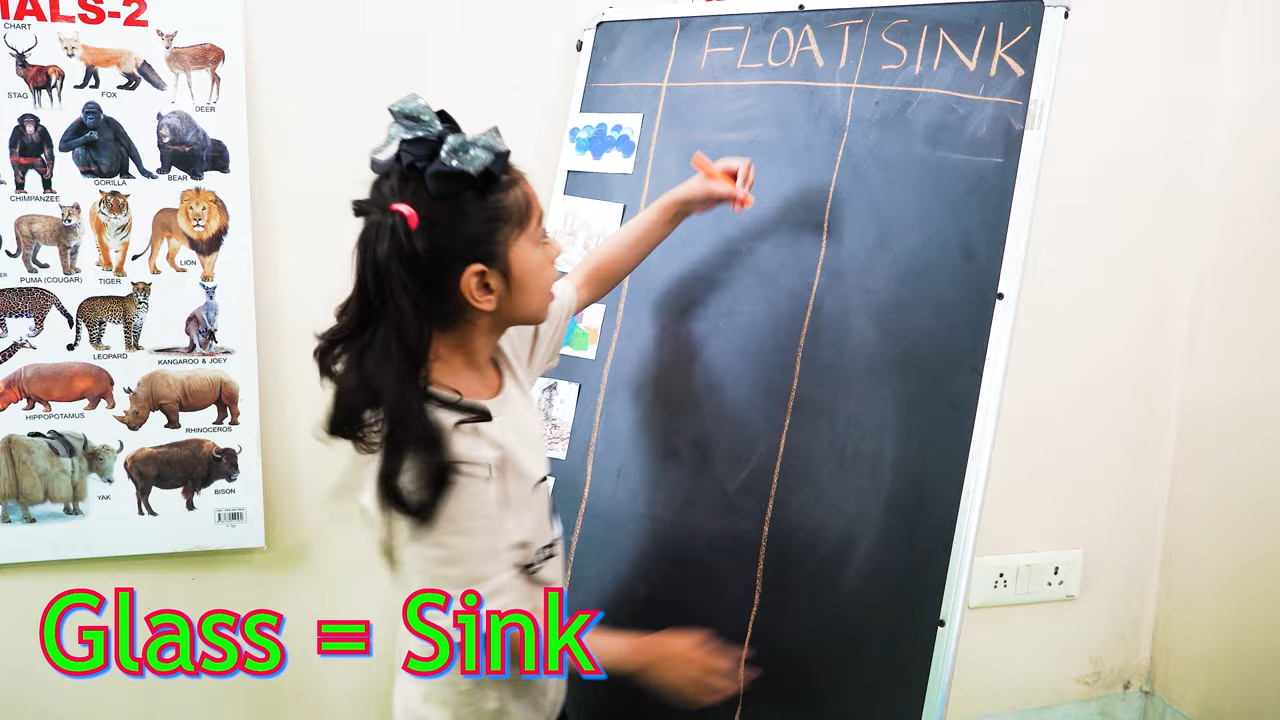 IALS-2
CHART
STAG
FOX
DEER
CHIMPANZEE
GORILLA
BEAR
PUMA (COUGAR)
TIGER
LION
LEOPARD
KANGAROO & JOEY
HIPPOPOTAMUS
RHINOCEROS
YAK
BISON
FLOAT SINK
Glass = Sink